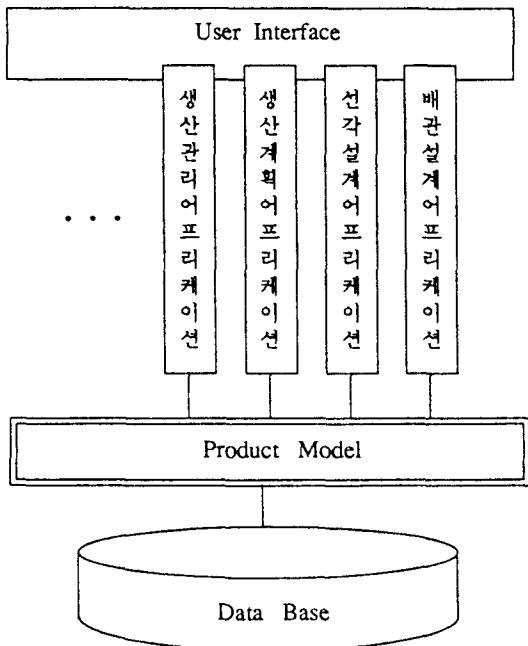 User Interface
생산관리어프리케이션
생산계획어프리케이션
선각설계어프리케이션
배관설계어프리케이션
. . .
Product Model
Data Base